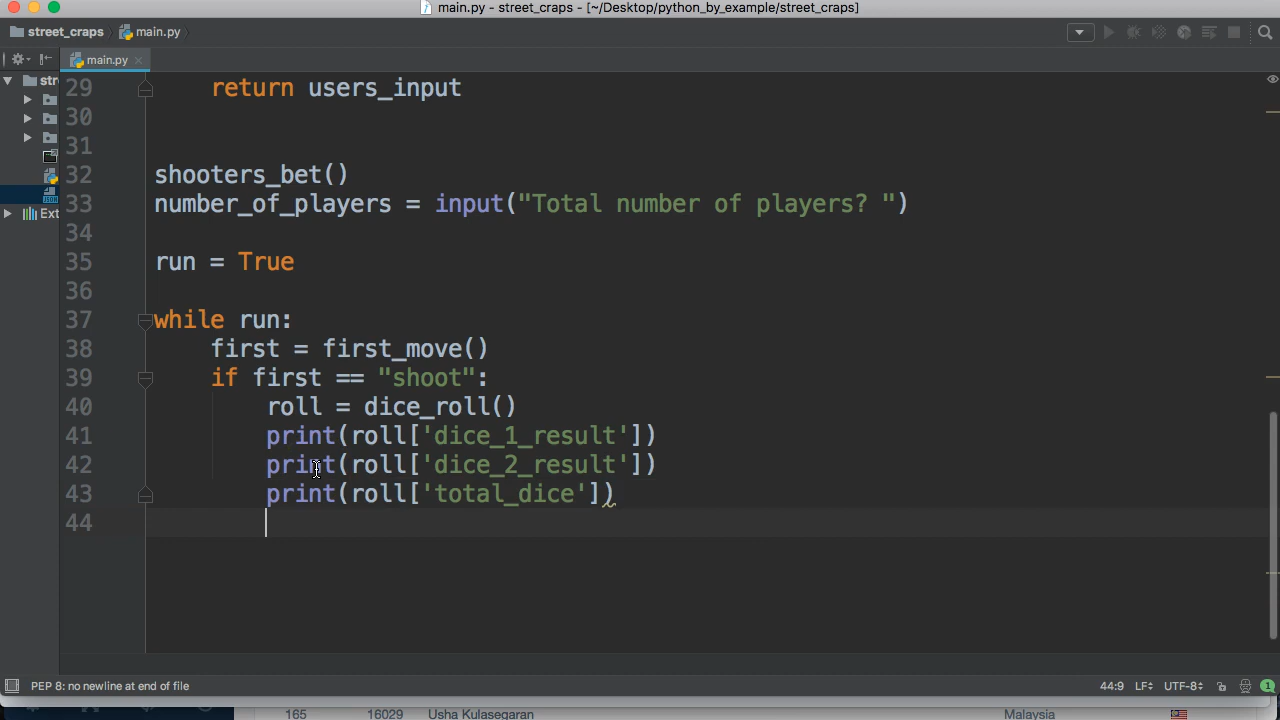 main.py - street_craps - [~/Desktop/python_by_example/street_craps]
street_craps main.py
main.py
str
Ext
29 return users_input
30
31
32 shooters_bet()
33 number_of_players = input("Total number of players? ")
34
35 run = True
36
37 while run:
38 first = first_move()
39 if first == "shoot":
40 roll = dice_roll()
41 print(roll['dice_1_result'])
42 print(roll['dice_2_result'])
43 print(roll['total_dice'])
44
PEP 8: no newline at end of file 44:9 LF UTF-8 1
165 16029 Usha Kulasegaran Malaysia